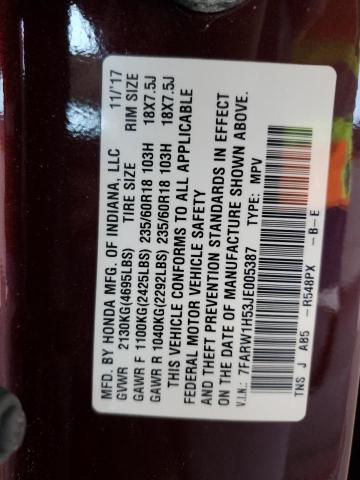 MFD. BY HONDA MFG. OF INDIANA, LLC 11/'17
GVWR 2130KG(4695LBS) TIRE SIZE RIM SIZE
GAWR F 1100KG(2425LBS) 235/60R18 103H 18X7.5J
GAWR R 1040KG(2292LBS) 235/60R18 103H 18X7.5J
THIS VEHICLE CONFORMS TO ALL APPLICABLE
FEDERAL MOTOR VEHICLE SAFETY
AND THEFT PREVENTION STANDARDS IN EFFECT
ON THE DATE OF MANUFACTURE SHOWN ABOVE.
V.I.N.: 7FARW1H53JE005387 TYPE: MPV
TNS J A85 -R548PX -B-E